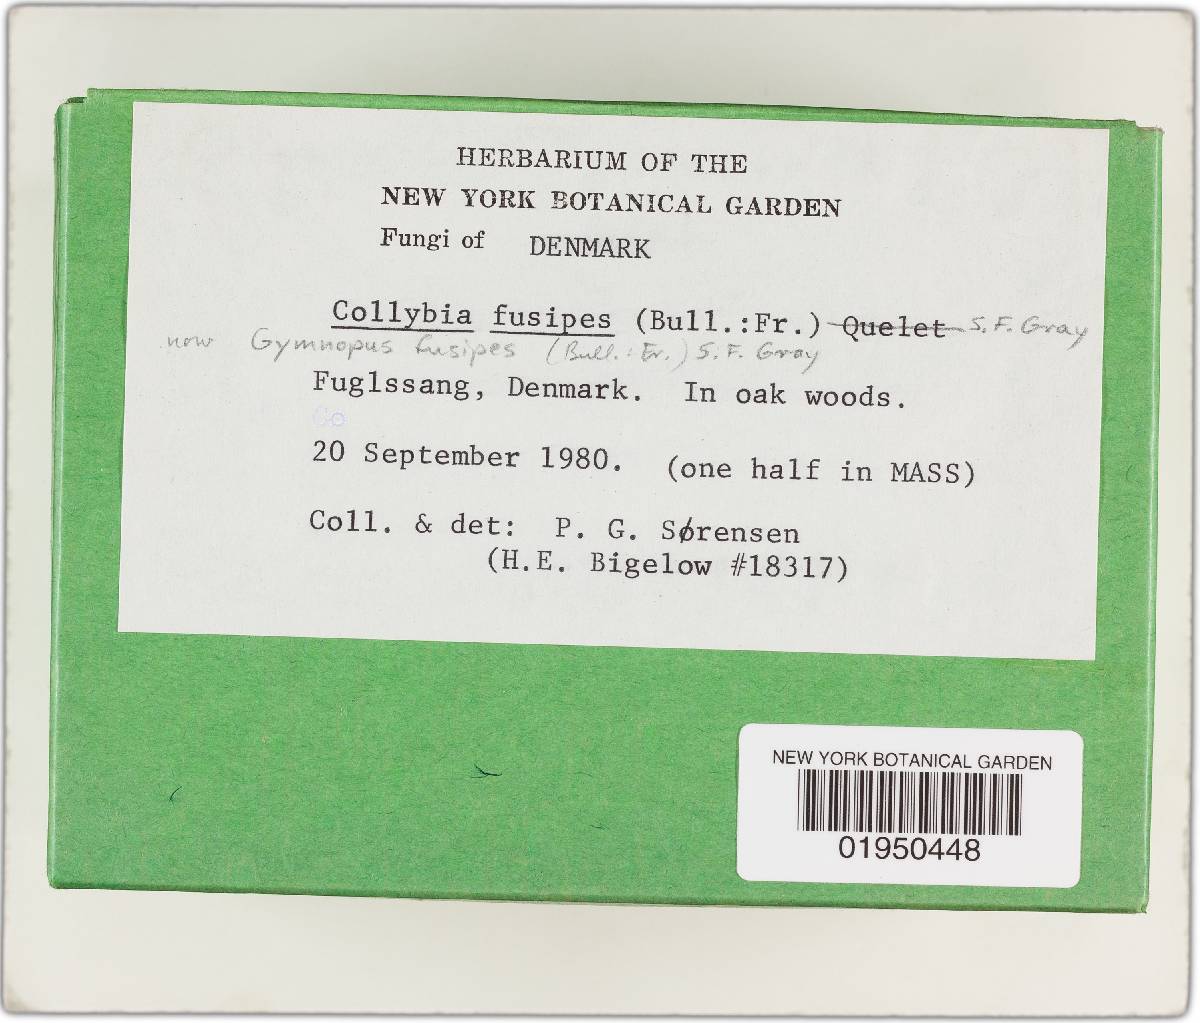 HERBARIUM OF THE
NEW YORK BOTANICAL GARDEN
Fungi of DENMARK
Collybia fusipes (Bull.:Fr.) Quelet S. F. Gray
now Gymnopus fusipes (Bull.: Fr.) S. F. Gray
Fuglssang, Denmark. In oak woods.
Co
20 September 1980. (one half in MASS)
Coll. & det: P. G. Sørensen
(H.E. Bigelow #18317)
NEW YORK BOTANICAL GARDEN
01950448